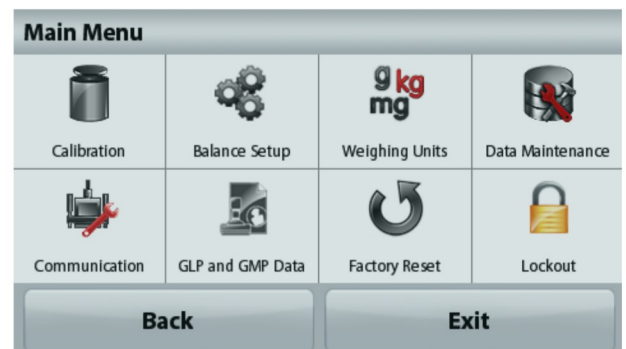 Main Menu
g kg
mg
Calibration
Balance Setup
Weighing Units
Data Maintenance
Communication
GLP and GMP Data
Factory Reset
Lockout
Back
Exit